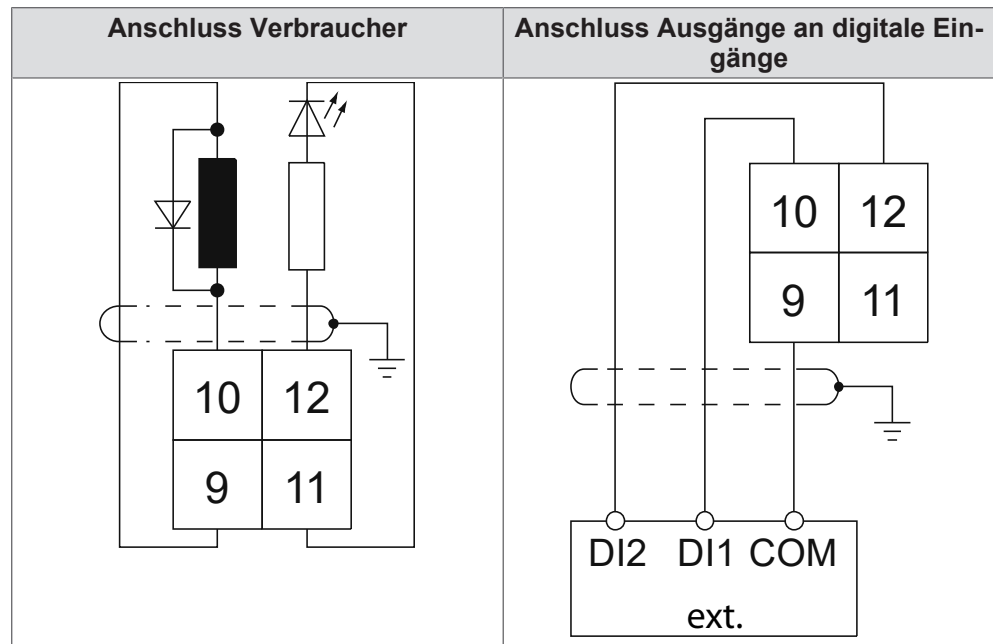 Anschluss Verbraucher
Anschluss Ausgänge an digitale Ein-
gänge
10 12
9 11
10 12
9 11
DI2 DI1 COM
ext.